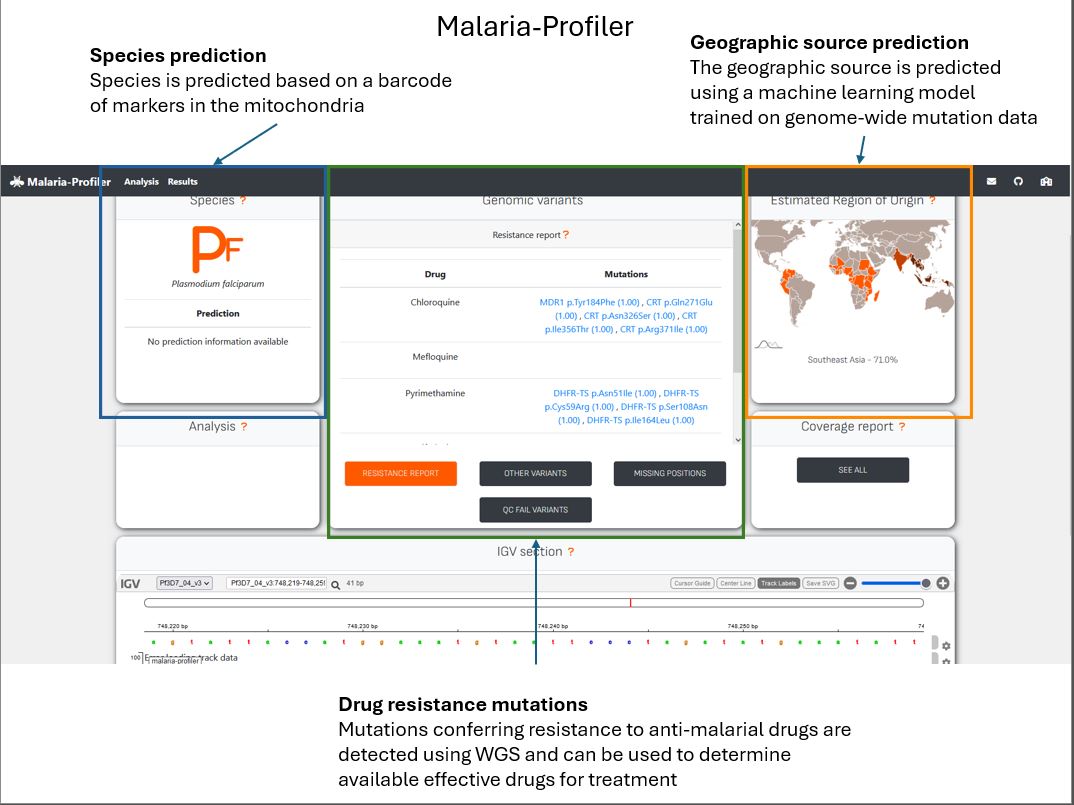 Malaria-Profiler
Species prediction
Species is predicted based on a barcode
of markers in the mitochondria
Geographic source prediction
The geographic source is predicted
using a machine learning model
trained on genome-wide mutation data
Malaria-Profiler Analysis Results
Species ?
PF
Plasmodium falciparum
Prediction
No prediction information available
Analysis ?
Genomic variants
Resistance report ?
Drug Mutations
Chloroquine
MDR1 p.Tyr184Phe (1.00) , CRT p.Gln271Glu
(1.00) , CRT p.Asn326Ser (1.00) , CRT
p.Ile356Thr (1.00) , CRT p.Arg371Ile (1.00)
Mefloquine
Pyrimethamine
DHFR-TS p.Asn51Ile (1.00) , DHFR-TS
p.Cys59Arg (1.00) , DHFR-TS p.Ser108Asn
(1.00) , DHFR-TS p.Ile164Leu (1.00)
RESISTANCE REPORT OTHER VARIANTS MISSING POSITIONS
QC FAIL VARIANTS
Estimated Region of Origin ?
Southeast Asia - 71.0%
Coverage report ?
SEE ALL
IGV section ?
IGV Pf3D7_04_v3 Pf3D7_04_v3:748,219-748,25 41 bp Cursor Guide Center Line Track Labels Save SVG
748,220 bp 748,230 bp 748,240 bp 748,250 bp 74
a g t a t t a c c a t g g a a a t g t a a t t c c c t a g a t g a a a t a t t
100 Error loading track data
malaria-profiler
Drug resistance mutations
Mutations conferring resistance to anti-malarial drugs are
detected using WGS and can be used to determine
available effective drugs for treatment